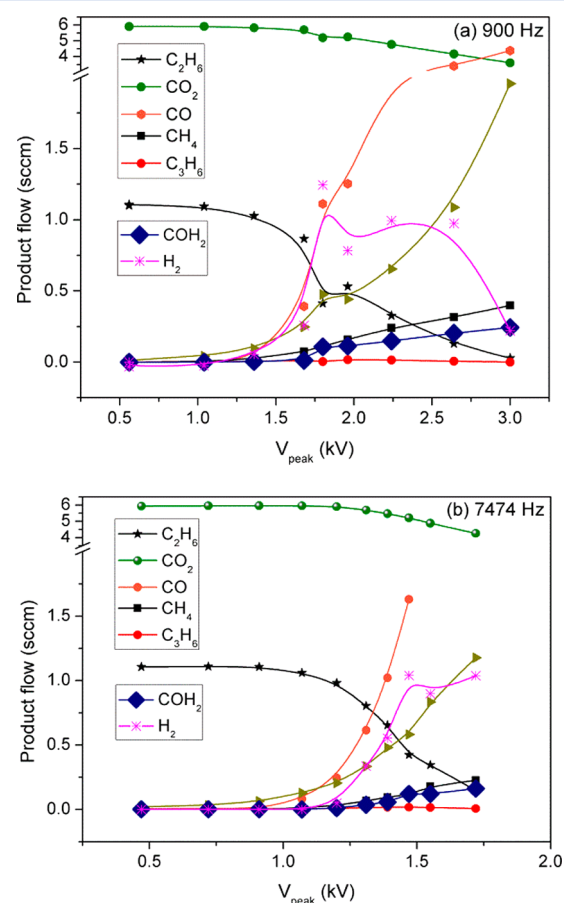 (a) 900 Hz
C₂H₆
CO₂
CO
CH₄
C₃H₆
COH₂
H₂
6
5
4
1.5
1.0
0.5
0.0
Product flow (sccm)
0.5 1.0 1.5 2.0 2.5 3.0
V_peak (kV)
(b) 7474 Hz
C₂H₆
CO₂
CO
CH₄
C₃H₆
COH₂
H₂
6
5
4
1.5
1.0
0.5
0.0
Product flow (sccm)
0.5 1.0 1.5 2.0
V_peak (kV)